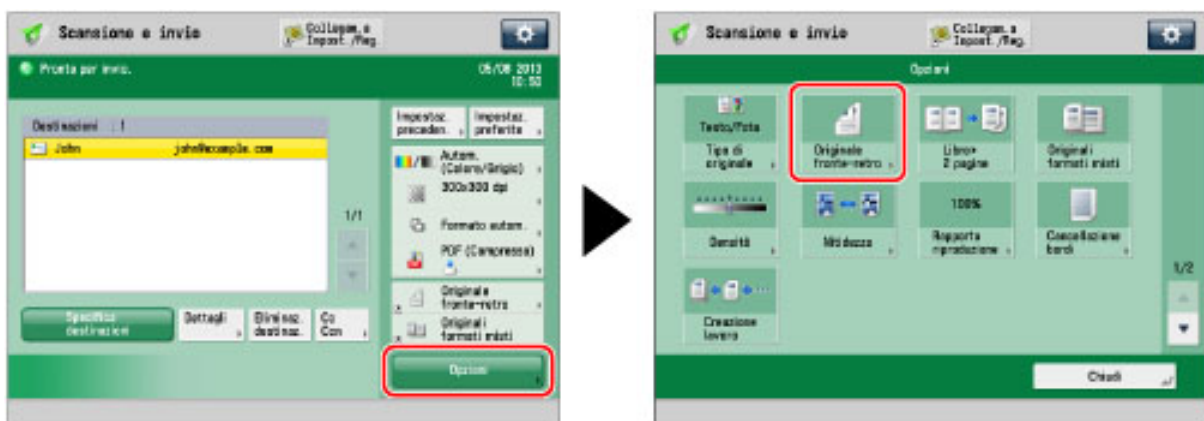 Scansione e invio
Collegam.a
Impost./Reg.
Pronta per invio.
05/08 2013
10:50
Destinazioni :1
John john@example.com
1/1
Specifica
destinazioni
Dettagli
Eliminaz.
destinaz.
Cc
Ccn
Impostaz.
preceden.
Impostaz.
preferite
Autom.
(Colore/Grigio)
300x300 dpi
Formato autom.
PDF (Compresso)
Originale
fronte-retro
Originali
formati misti
Opzioni
Scansione e invio
Collegam.a
Impost./Reg.
Opzioni
Testo/Foto
Tipo di
originale
Originale
fronte-retro
Libro▸
2 pagine
Originali
formati misti
Densità
Nitidezza
100%
Rapporto
riproduzione
Cancellazione
bordi
Creazione
lavoro
1/2
Chiudi